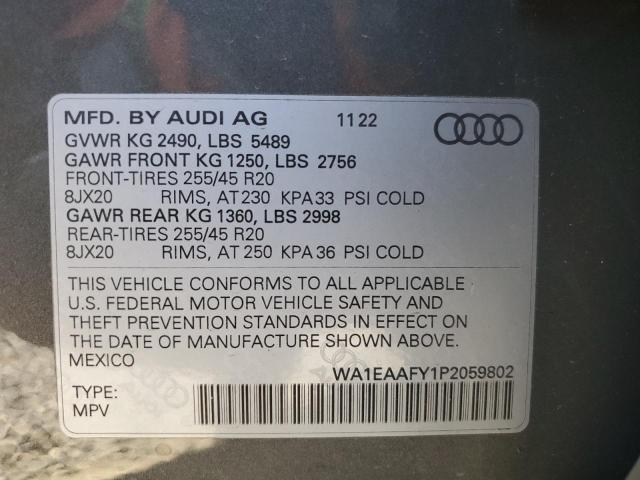 MFD. BY AUDI AG 11 22
GVWR KG 2490, LBS 5489
GAWR FRONT KG 1250, LBS 2756
FRONT-TIRES 255/45 R20
8JX20 RIMS, AT 230 KPA33 PSI COLD
GAWR REAR KG 1360, LBS 2998
REAR-TIRES 255/45 R20
8JX20 RIMS, AT 250 KPA 36 PSI COLD
THIS VEHICLE CONFORMS TO ALL APPLICABLE
U.S. FEDERAL MOTOR VEHICLE SAFETY AND
THEFT PREVENTION STANDARDS IN EFFECT ON
THE DATE OF MANUFACTURE SHOWN ABOVE.
MEXICO
WA1EAAFY1P2059802
TYPE:
MPV